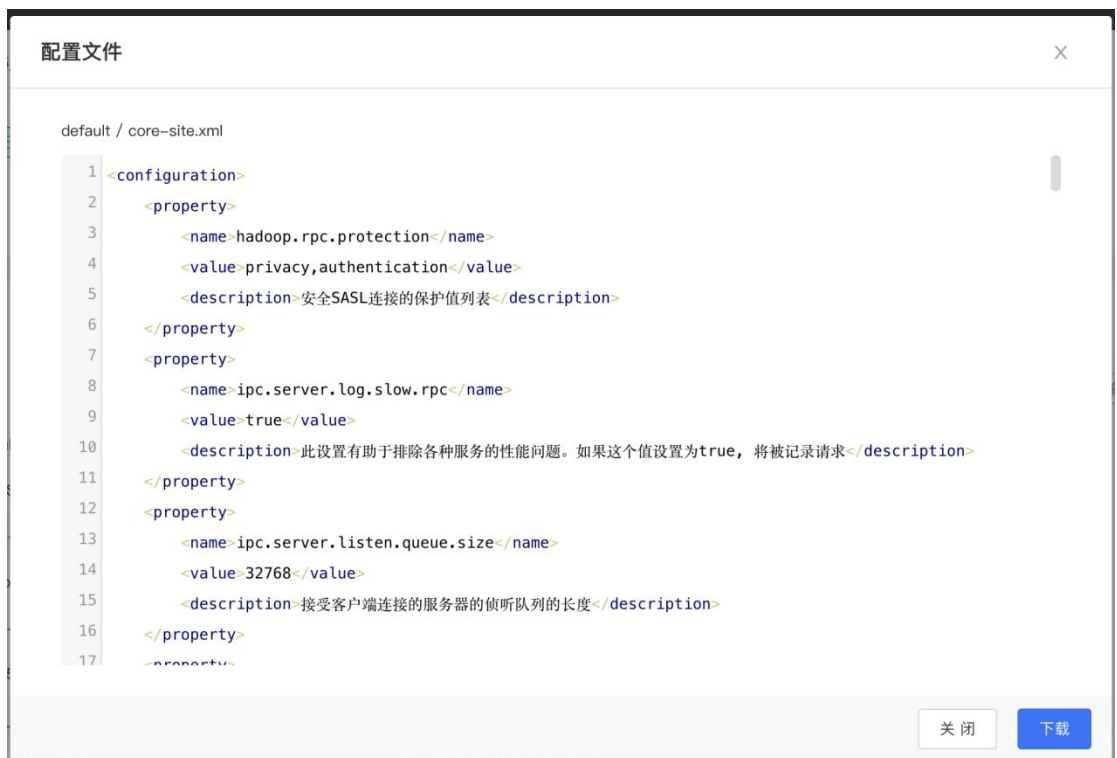 配置文件
default / core-site.xml
1 <configuration>
2 <property>
3 <name>hadoop.rpc.protection</name>
4 <value>privacy,authentication</value>
5 <description>安全SASL连接的保护值列表</description>
6 </property>
7 <property>
8 <name>ipc.server.log.slow.rpc</name>
9 <value>true</value>
10 <description>此设置有助于排除各种服务的性能问题。如果这个值设置为true, 将被记录请求</description>
11 </property>
12 <property>
13 <name>ipc.server.listen.queue.size</name>
14 <value>32768</value>
15 <description>接受客户端连接的服务器的侦听队列的长度</description>
16 </property>
17 <property>
关闭 下载